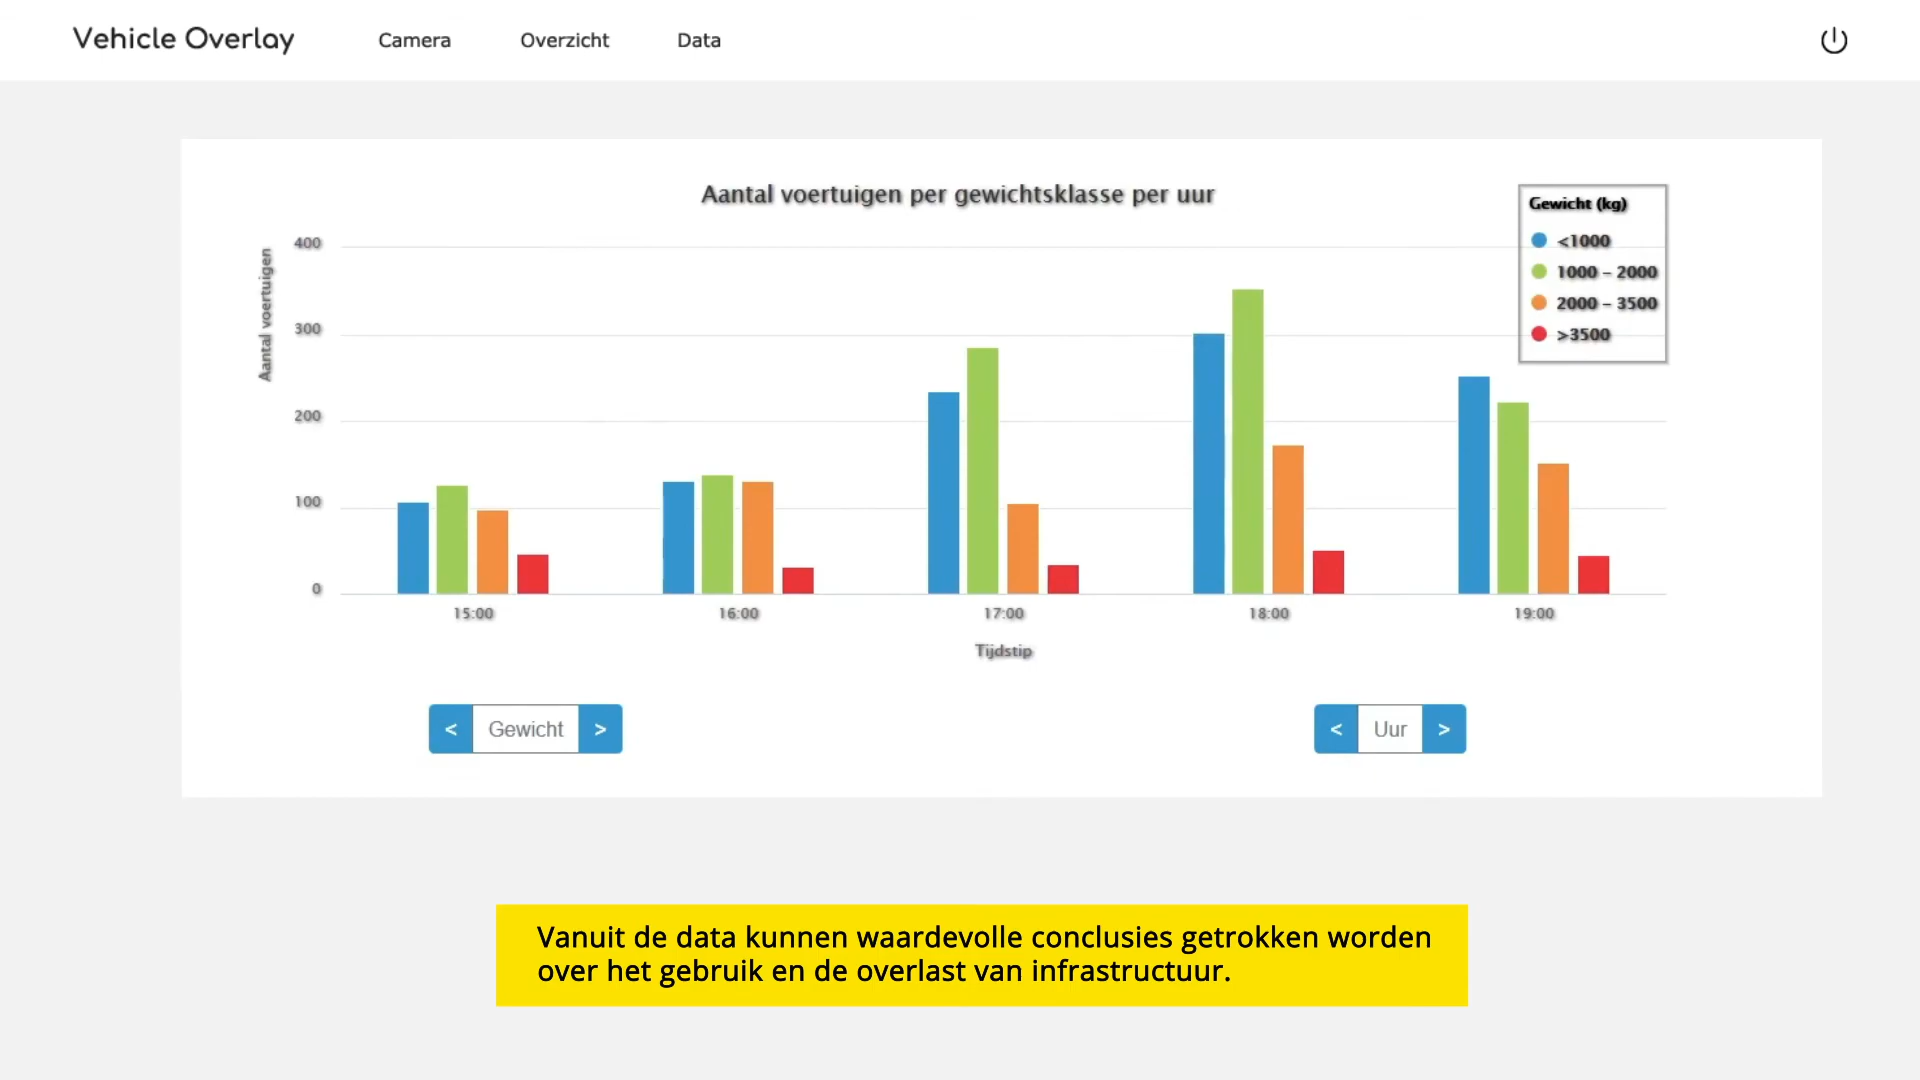 Vehicle Overlay
Camera
Overzicht
Data
Aantal voertuigen per gewichtsklasse per uur
Gewicht (kg)
<1000
1000 – 2000
2000 – 3500
>3500
Aantal voertuigen
400
300
200
100
0
15:00
16:00
17:00
18:00
19:00
Tijdstip
< Gewicht >
< Uur >
Vanuit de data kunnen waardevolle conclusies getrokken worden
over het gebruik en de overlast van infrastructuur.